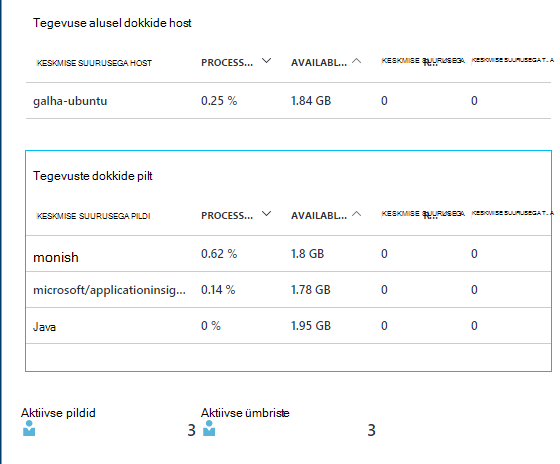 Tegevuse alusel dokkide host
KESKMISE SUURUSEGA HOST PROCESS... AVAILABL... KESKMISE SUURUSEGA KESKMISE SUURUSEGA T.. A
galha-ubuntu 0.25 % 1.84 GB 0 0
Tegevuste dokkide pilt
KESKMISE SUURUSEGA PILDI PROCESS... AVAILABL... KESKMISE SUURUSEGA KESKMISE SUURUSEGA T.. A
monish 0.62 % 1.8 GB 0 0
microsoft/applicationinsig... 0.14 % 1.78 GB 0 0
Java 0 % 1.95 GB 0 0
Aktiivse pildid Aktiivse ümbriste
3 3